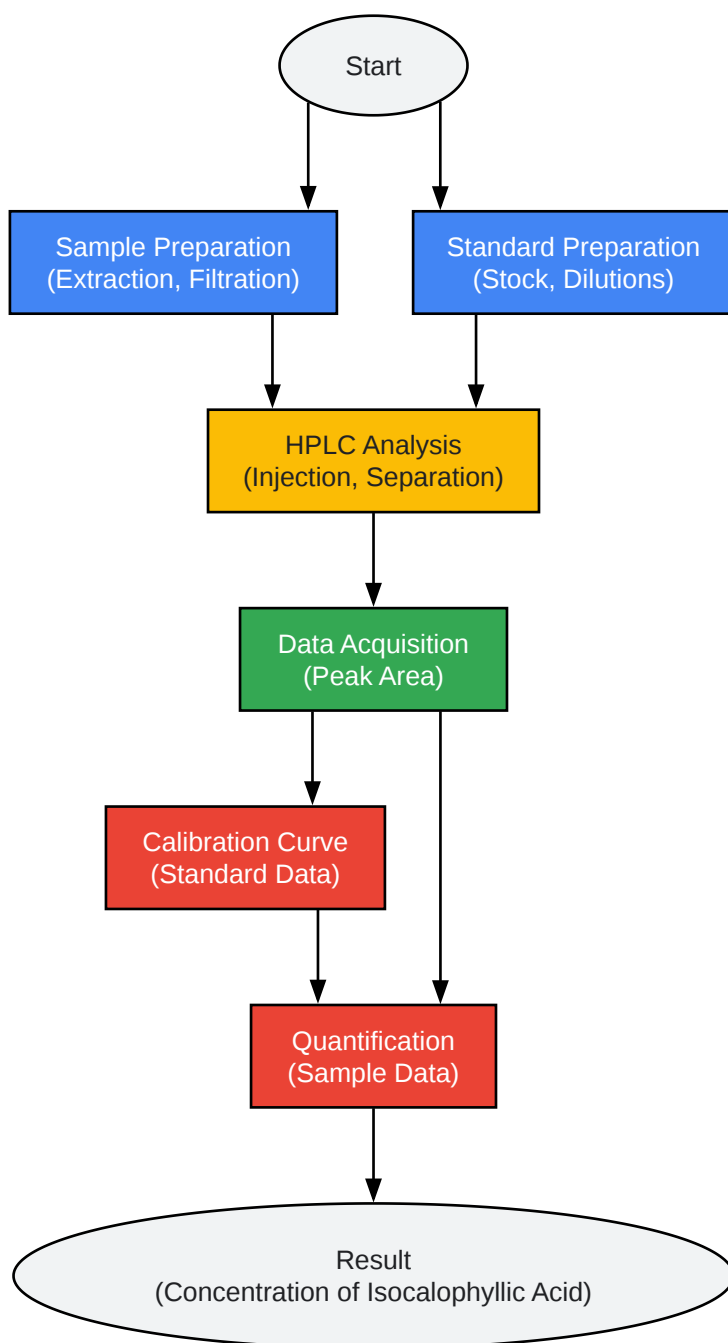 Start
Sample Preparation
(Extraction, Filtration)
Standard Preparation
(Stock, Dilutions)
HPLC Analysis
(Injection, Separation)
Data Acquisition
(Peak Area)
Calibration Curve
(Standard Data)
Quantification
(Sample Data)
Result
(Concentration of Isocalophyllic Acid)